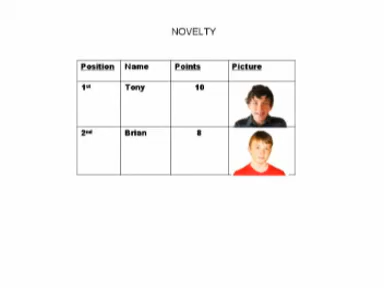 NOVELTY
Position Name Points Picture
1st Tony 10
2nd Brian 8